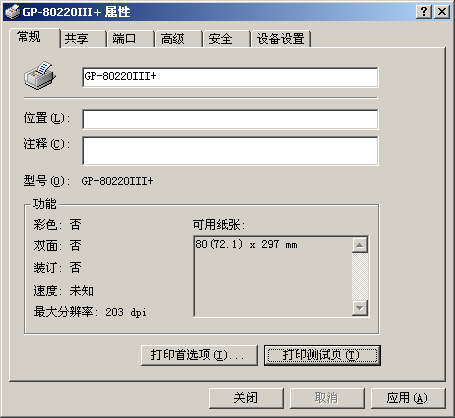 GP-80220III+ 属性
常规 共享 端口 高级 安全 设备设置
GP-80220III+
位置(L):
注释(C):
型号(O): GP-80220III+
功能
彩色: 否 可用纸张:
双面: 否 80(72.1) x 297 mm
装订: 否
速度: 未知
最大分辨率: 203 dpi
打印首选项(I)... 打印测试页(T)
关闭 取消 应用(A)